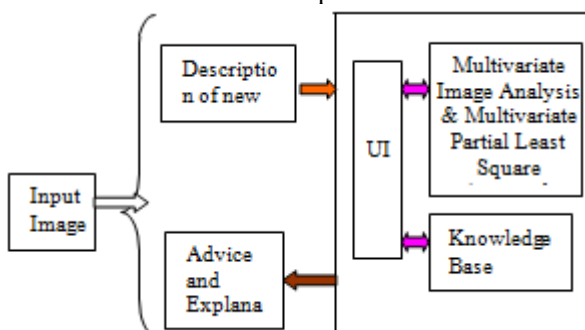 Descriptio
n of new
Multivariate
Image Analysis
& Multivariate
Partial Least
Square
UI
Input
Image
Advice
and
Explana
Knowledge
Base